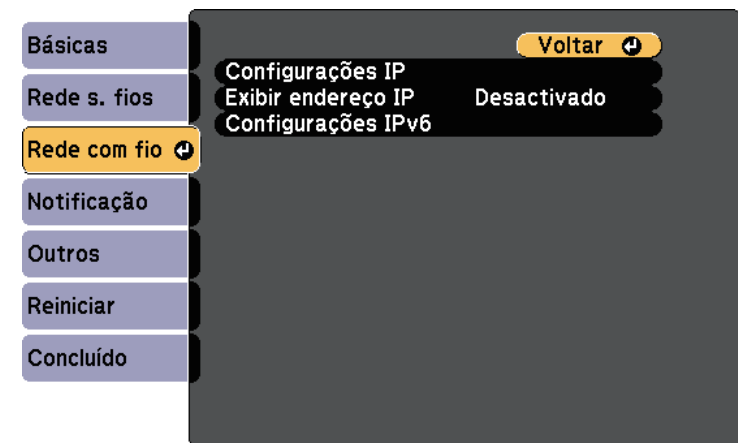 Básicas
Rede s. fios
Rede com fio
Notificação
Outros
Reiniciar
Concluído
Voltar
Configurações IP
Exibir endereço IP Desactivado
Configurações IPv6